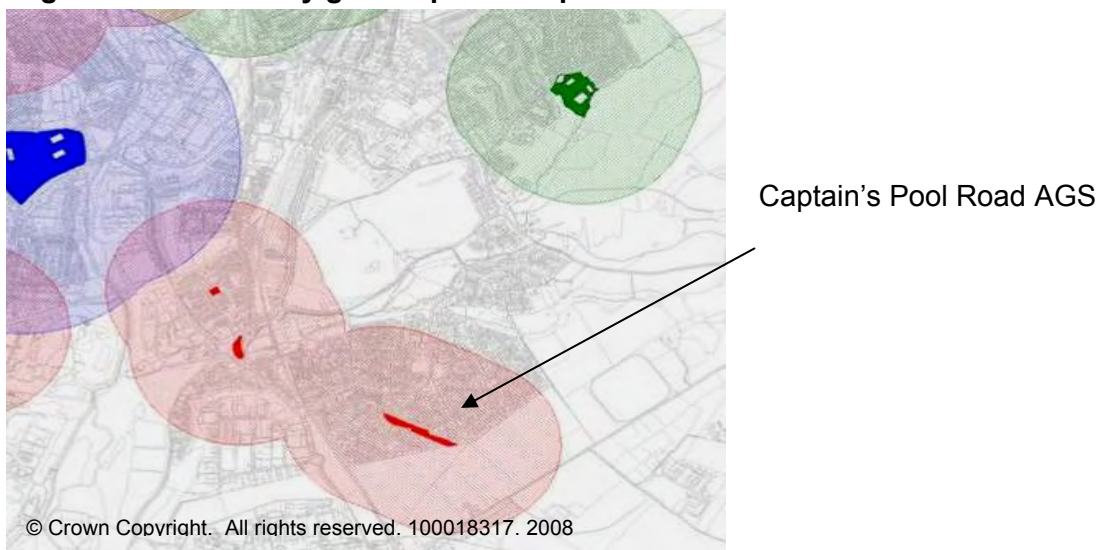 Captain’s Pool Road AGS
© Crown Copyright. All rights reserved. 100018317. 2008